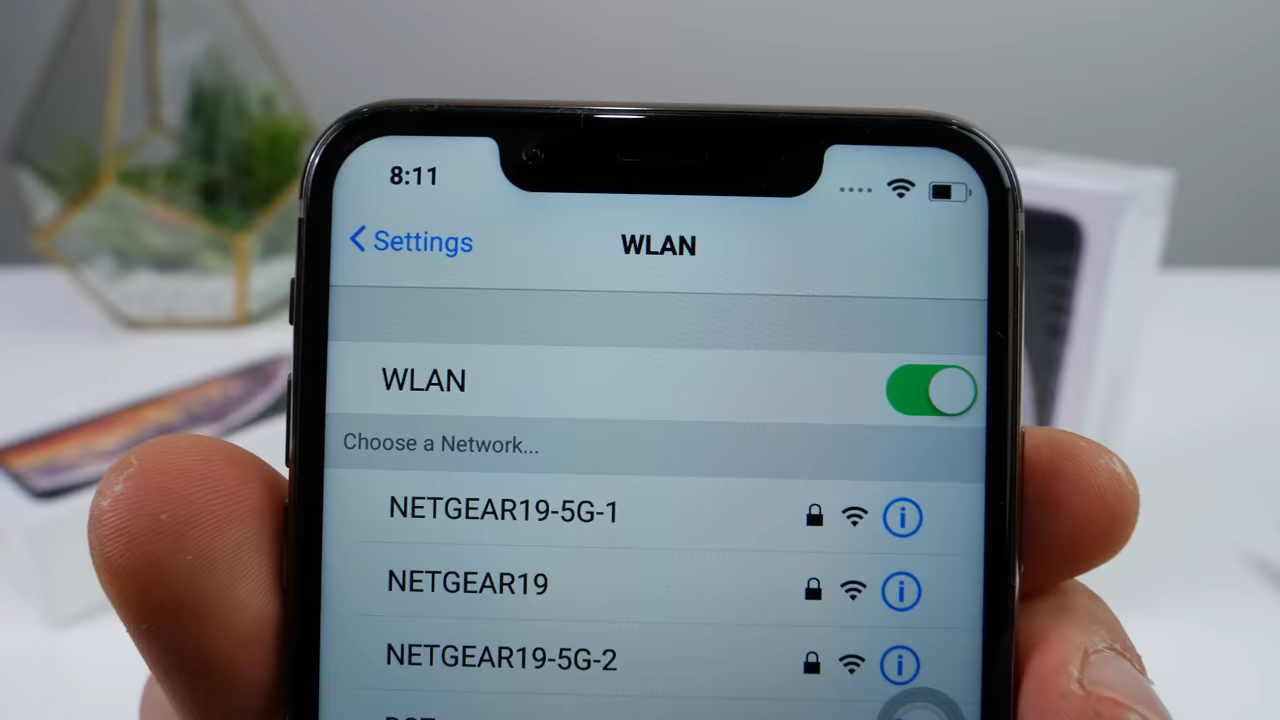 8:11
Settings
WLAN
WLAN
Choose a Network...
NETGEAR19-5G-1
NETGEAR19
NETGEAR19-5G-2